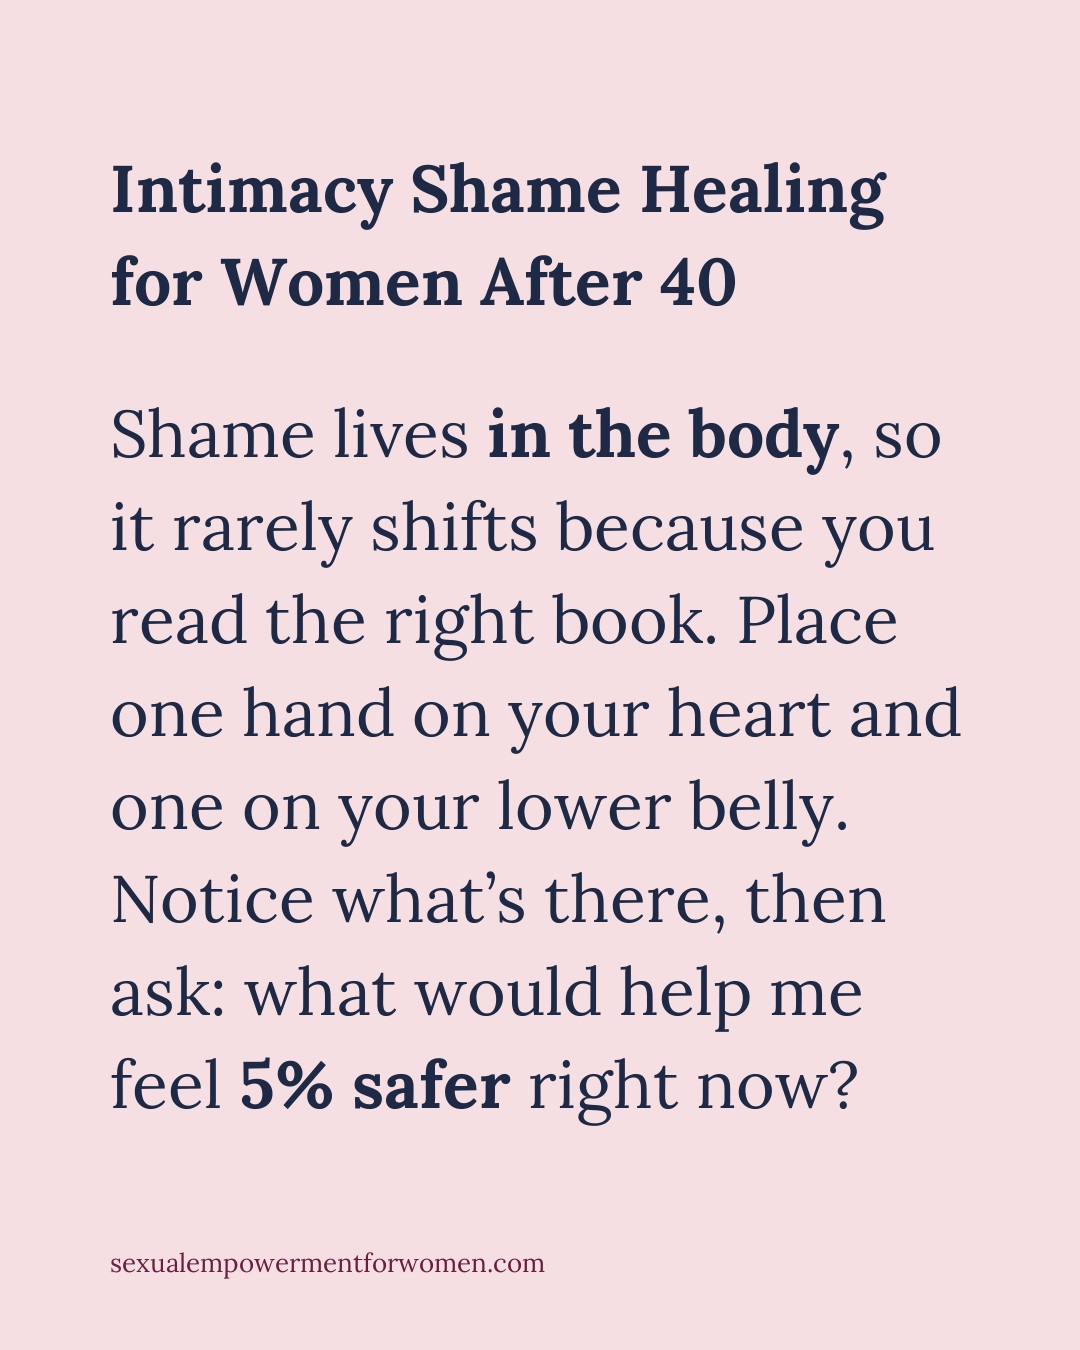 Intimacy Shame Healing
for Women After 40
Shame lives in the body, so
it rarely shifts because you
read the right book. Place
one hand on your heart and
one on your lower belly.
Notice what’s there, then
ask: what would help me
feel 5% safer right now?
sexualempowermentforwomen.com